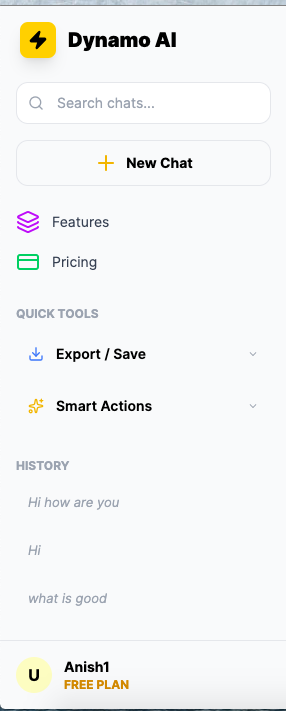 Dynamo AI
Search chats...
New Chat
Features
Pricing
QUICK TOOLS
Export / Save
Smart Actions
HISTORY
Hi how are you
Hi
what is good
U
Anish1
FREE PLAN